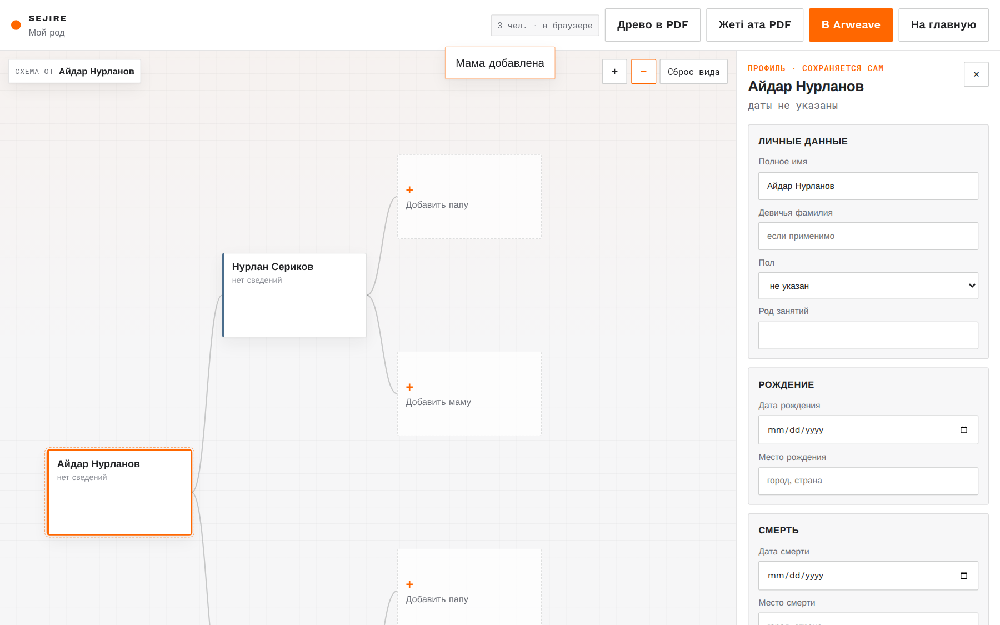 SEJIRE
Мой род
3 чел. · в браузере
Древо в PDF
Жеті ата PDF
В Arweave
На главную
Мама добавлена
СХЕМА ОТ Айдар Нурланов
+
−
Сброс вида
+
Добавить папу
Нурлан Сериков
нет сведений
+
Добавить маму
Айдар Нурланов
нет сведений
+
Добавить папу
ПРОФИЛЬ · СОХРАНЯЕТСЯ САМ
×
Айдар Нурланов
даты не указаны
ЛИЧНЫЕ ДАННЫЕ
Полное имя
Айдар Нурланов
Девичья фамилия
если применимо
Пол
не указан
Род занятий
РОЖДЕНИЕ
Дата рождения
mm/dd/yyyy
Место рождения
город, страна
СМЕРТЬ
Дата смерти
mm/dd/yyyy
Место смерти